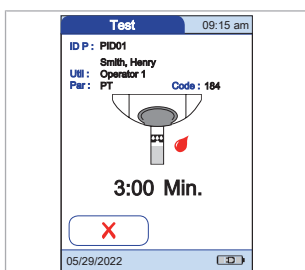 Test 09:15 am
ID P : PID01
Smith, Henry
Util : Operator 1
Par : PT Code : 184
3:00 Min.
X
05/29/2022